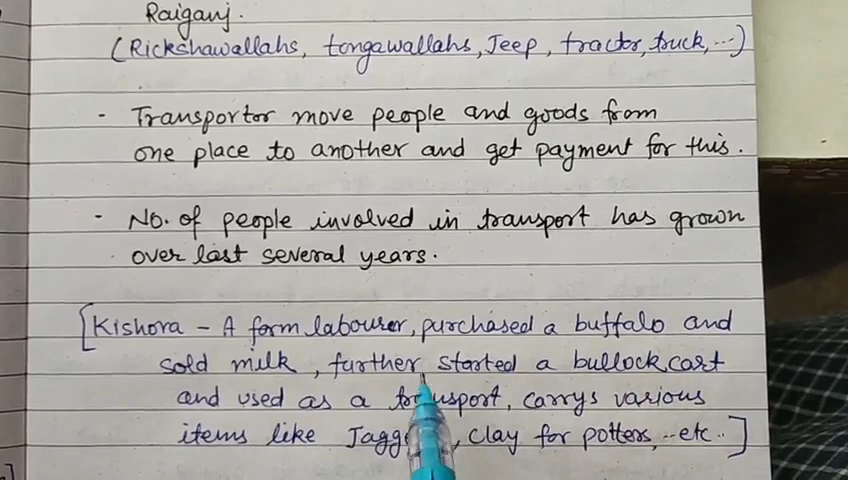 Raiganj.
(Rickshawallahs, tongawallahs, Jeep, tractor, truck, ...)
- Transportor move people and goods from
one place to another and get payment for this.
- No. of people involved in transport has grown
over last several years.
[Kishora - A form labourer, purchased a buffalo and
sold milk, further started a bullock cart
and used as a transport, carrys various
items like , clay for potters, ..etc..]